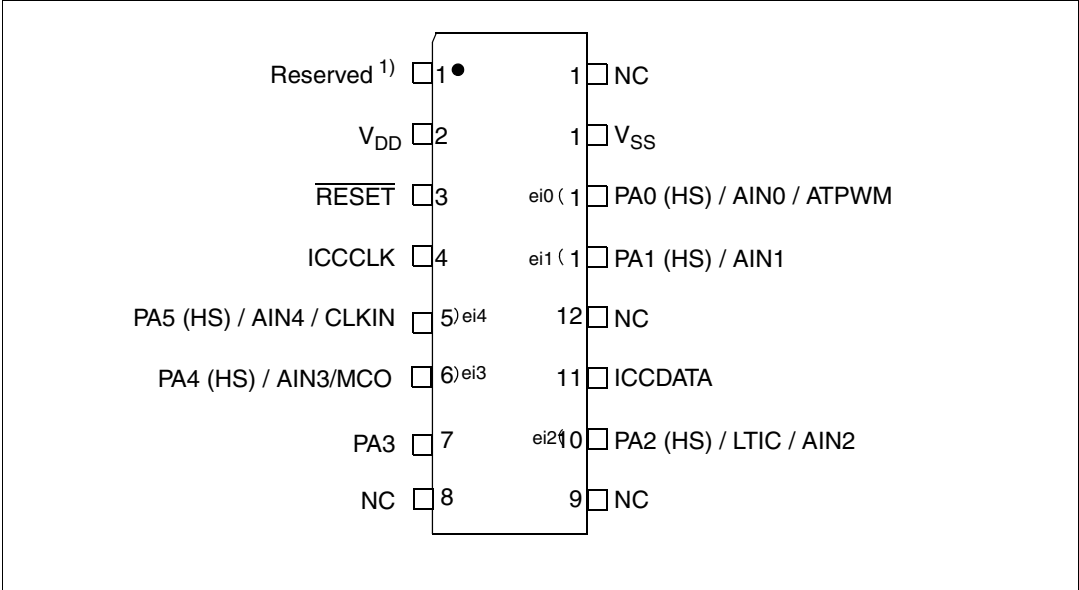 Reserved 1) 1 1 NC
VDD 2 1 VSS
RESET 3 ei0 ( 1 PA0 (HS) / AIN0 / ATPWM
ICCCLK 4 ei1 ( 1 PA1 (HS) / AIN1
PA5 (HS) / AIN4 / CLKIN 5 ) ei4 12 NC
PA4 (HS) / AIN3/MCO 6 ) ei3 11 ICCDATA
PA3 7 ei2 ( 10 PA2 (HS) / LTIC / AIN2
NC 8 9 NC